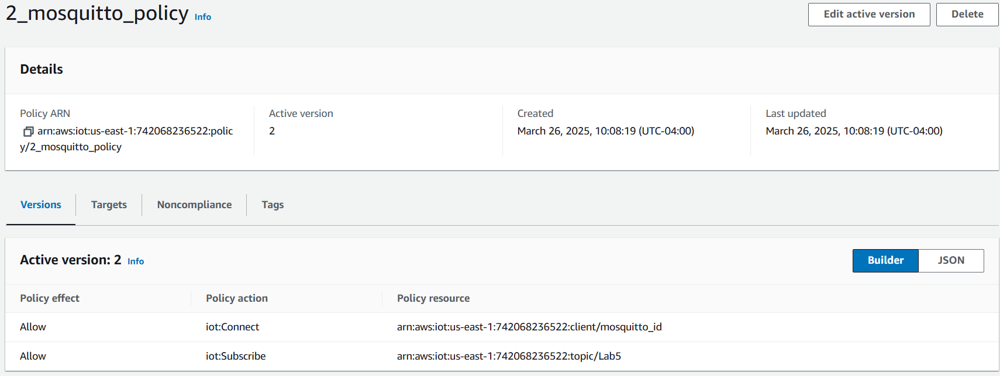 2_mosquitto_policy Info
Edit active version
Delete
Details
Policy ARN
arn:aws:iot:us-east-1:742068236522:polic
y/2_mosquitto_policy
Active version
2
Created
March 26, 2025, 10:08:19 (UTC-04:00)
Last updated
March 26, 2025, 10:08:19 (UTC-04:00)
Versions
Targets
Noncompliance
Tags
Active version: 2 Info
Builder
JSON
Policy effect
Policy action
Policy resource
Allow
iot:Connect
arn:aws:iot:us-east-1:742068236522:client/mosquitto_id
Allow
iot:Subscribe
arn:aws:iot:us-east-1:742068236522:topic/Lab5